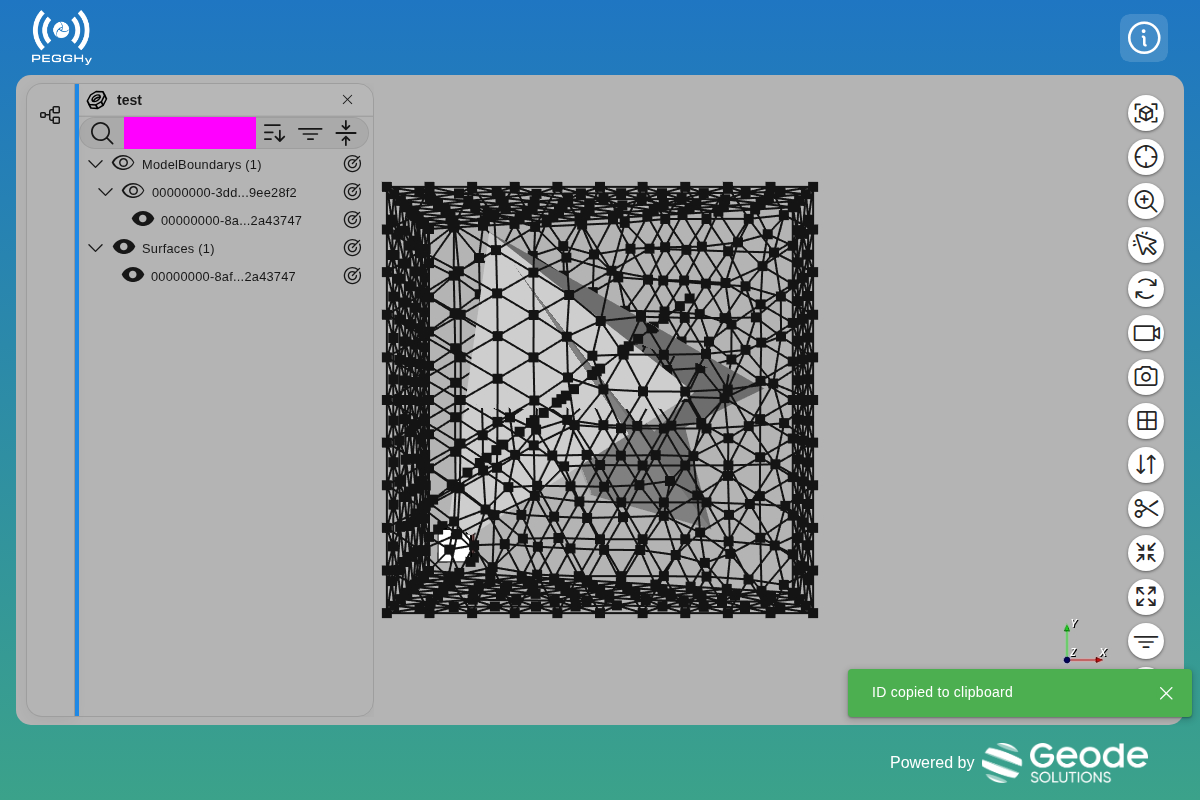 PEGGHy
test
ModelBoundarys (1)
00000000-3dd...9ee28f2
00000000-8a...2a43747
Surfaces (1)
00000000-8af...2a43747
Y
Z X
ID copied to clipboard
Powered by Geode
SOLUTIONS